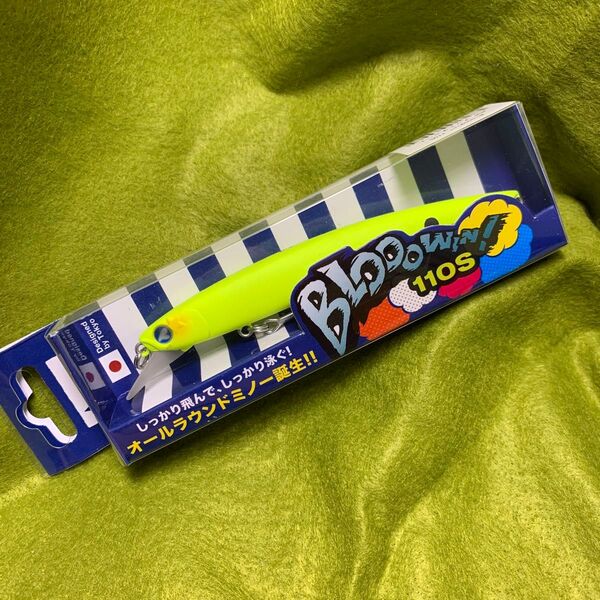 BLOOOWIN!
110S
しっかり飛んで、しっかり泳ぐ!
オールラウンドミノー誕生!!
Designed
by Tokyo